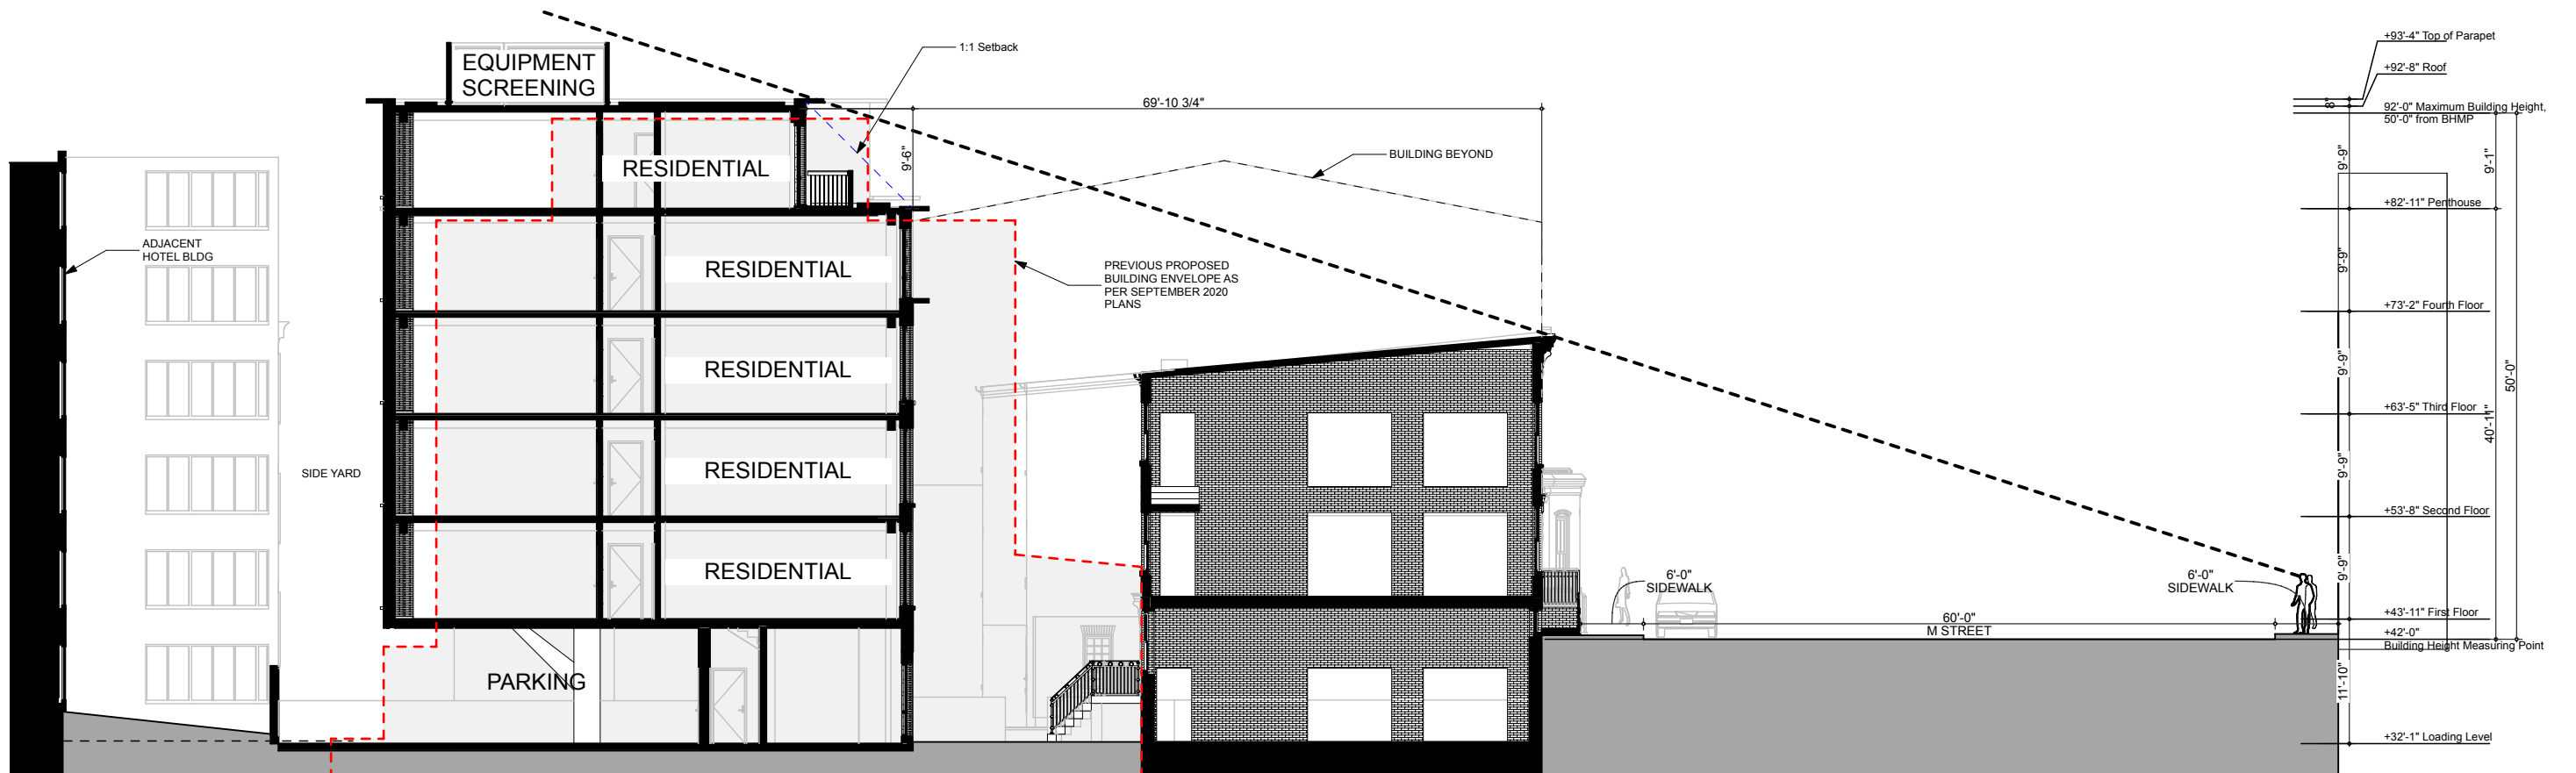 EQUIPMENT
SCREENING
1:1 Setback
69'-10 3/4"
9'-6"
BUILDING BEYOND
RESIDENTIAL
ADJACENT
HOTEL BLDG
RESIDENTIAL
PREVIOUS PROPOSED
BUILDING ENVELOPE AS
PER SEPTEMBER 2020
PLANS
RESIDENTIAL
SIDE YARD
RESIDENTIAL
RESIDENTIAL
PARKING
6'-0"
SIDEWALK
60'-0"
M STREET
6'-0"
SIDEWALK
+93'-4" Top of Parapet
+92'-8" Roof
8"
92'-0" Maximum Building Height,
50'-0" from BHMP
9'-9"
9'-1"
+82'-11" Penthouse
9'-9"
+73'-2" Fourth Floor
9'-9"
50'-0"
+63'-5" Third Floor
40'-11"
9'-9"
+53'-8" Second Floor
9'-9"
+43'-11" First Floor
+42'-0"
Building Height Measuring Point
11'-10"
+32'-1" Loading Level